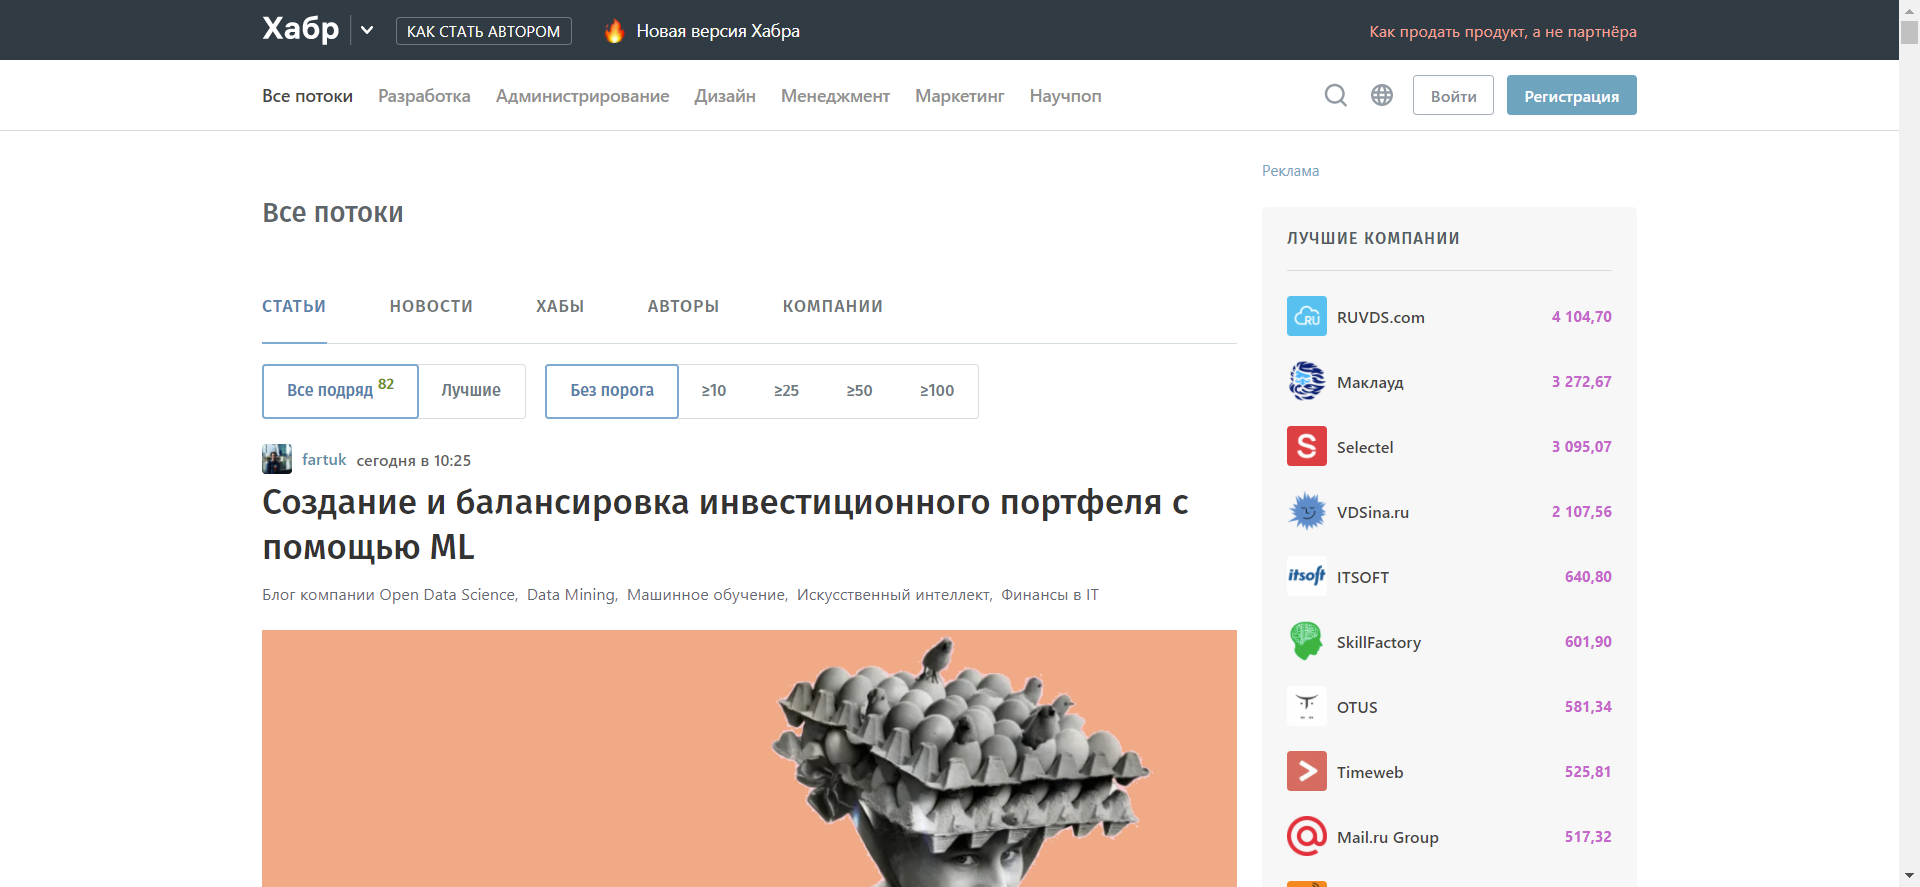 Хабр
КАК СТАТЬ АВТОРОМ
Новая версия Хабра
Как продать продукт, а не партнёра
Все потоки Разработка Администрирование Дизайн Менеджмент Маркетинг Научпоп
Войти
Регистрация
Все потоки
СТАТЬИ НОВОСТИ ХАБЫ АВТОРЫ КОМПАНИИ
Все подряд 82 Лучшие
Без порога ≥10 ≥25 ≥50 ≥100
fartuk сегодня в 10:25
Создание и балансировка инвестиционного портфеля с
помощью ML
Блог компании Open Data Science, Data Mining, Машинное обучение, Искусственный интеллект, Финансы в IT
Реклама
ЛУЧШИЕ КОМПАНИИ
RU RUVDS.com 4 104,70
Маклауд 3 272,67
S Selectel 3 095,07
VDSina.ru 2 107,56
itsoft ITSOFT 640,80
SkillFactory 601,90
OTUS 581,34
Timeweb 525,81
Mail.ru Group 517,32